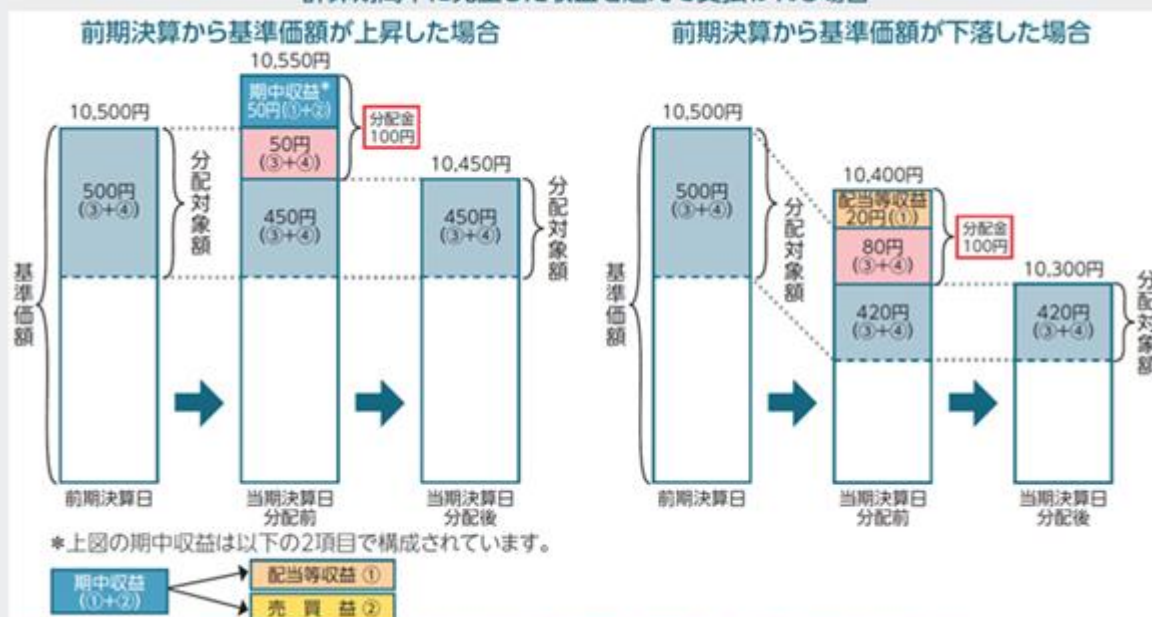 前期決算から基準価額が上昇した場合
10,500円
基準価額
500円
(③+④)
分配対象額
10,550円
期中収益*
50円(①+②)
50円
(③+④)
450円
(③+④)
分配金
100円
10,450円
450円
(③+④)
分配対象額
前期決算日
当期決算日
分配前
当期決算日
分配後
前期決算から基準価額が下落した場合
10,500円
基準価額
500円
(③+④)
分配対象額
10,400円
配当等収益
20円(①)
80円
(③+④)
420円
(③+④)
分配金
100円
10,300円
420円
(③+④)
分配対象額
前期決算日
当期決算日
分配前
当期決算日
分配後
*上図の期中収益は以下の2項目で構成されています。
期中収益
(①+②)
配当等収益 ①
売 買 益 ②